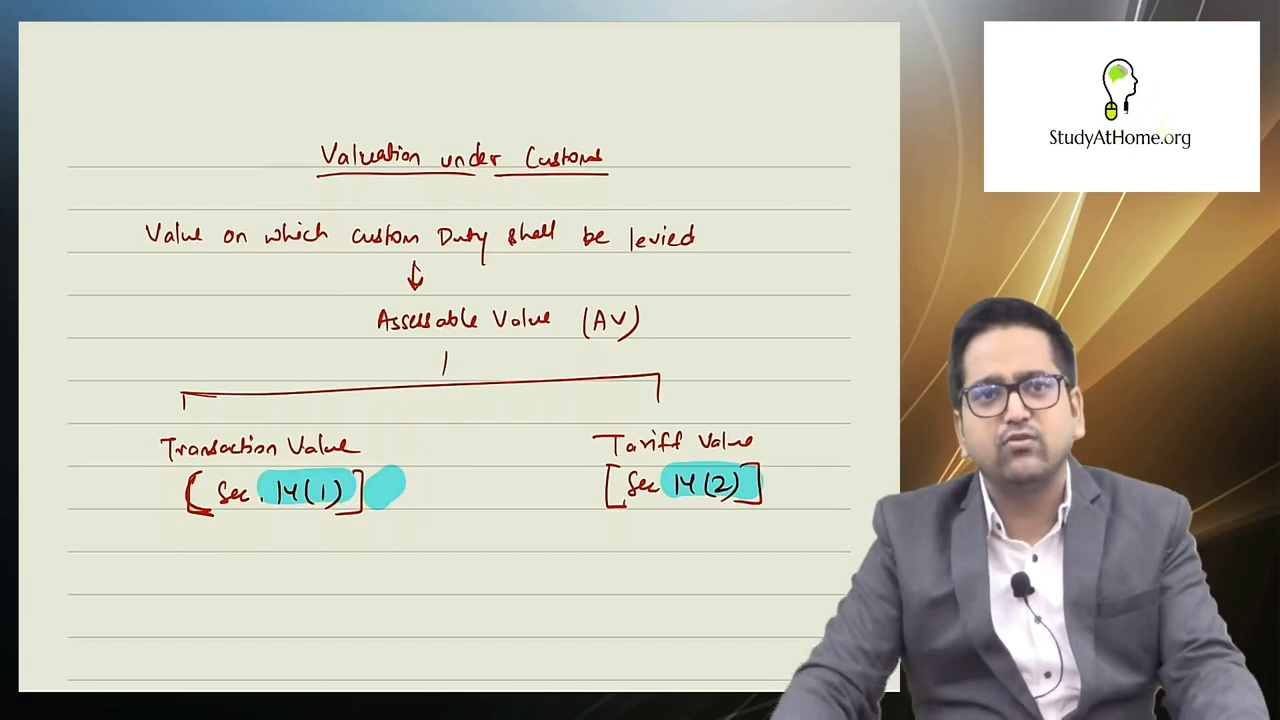 Valuation under Customs
Value on which custom Duty shall be levied
Assessable Value (AV)
Transaction Value
Tariff Value
[Sec. 14(1)]
[Sec 14(2)]
StudyAtHome.org